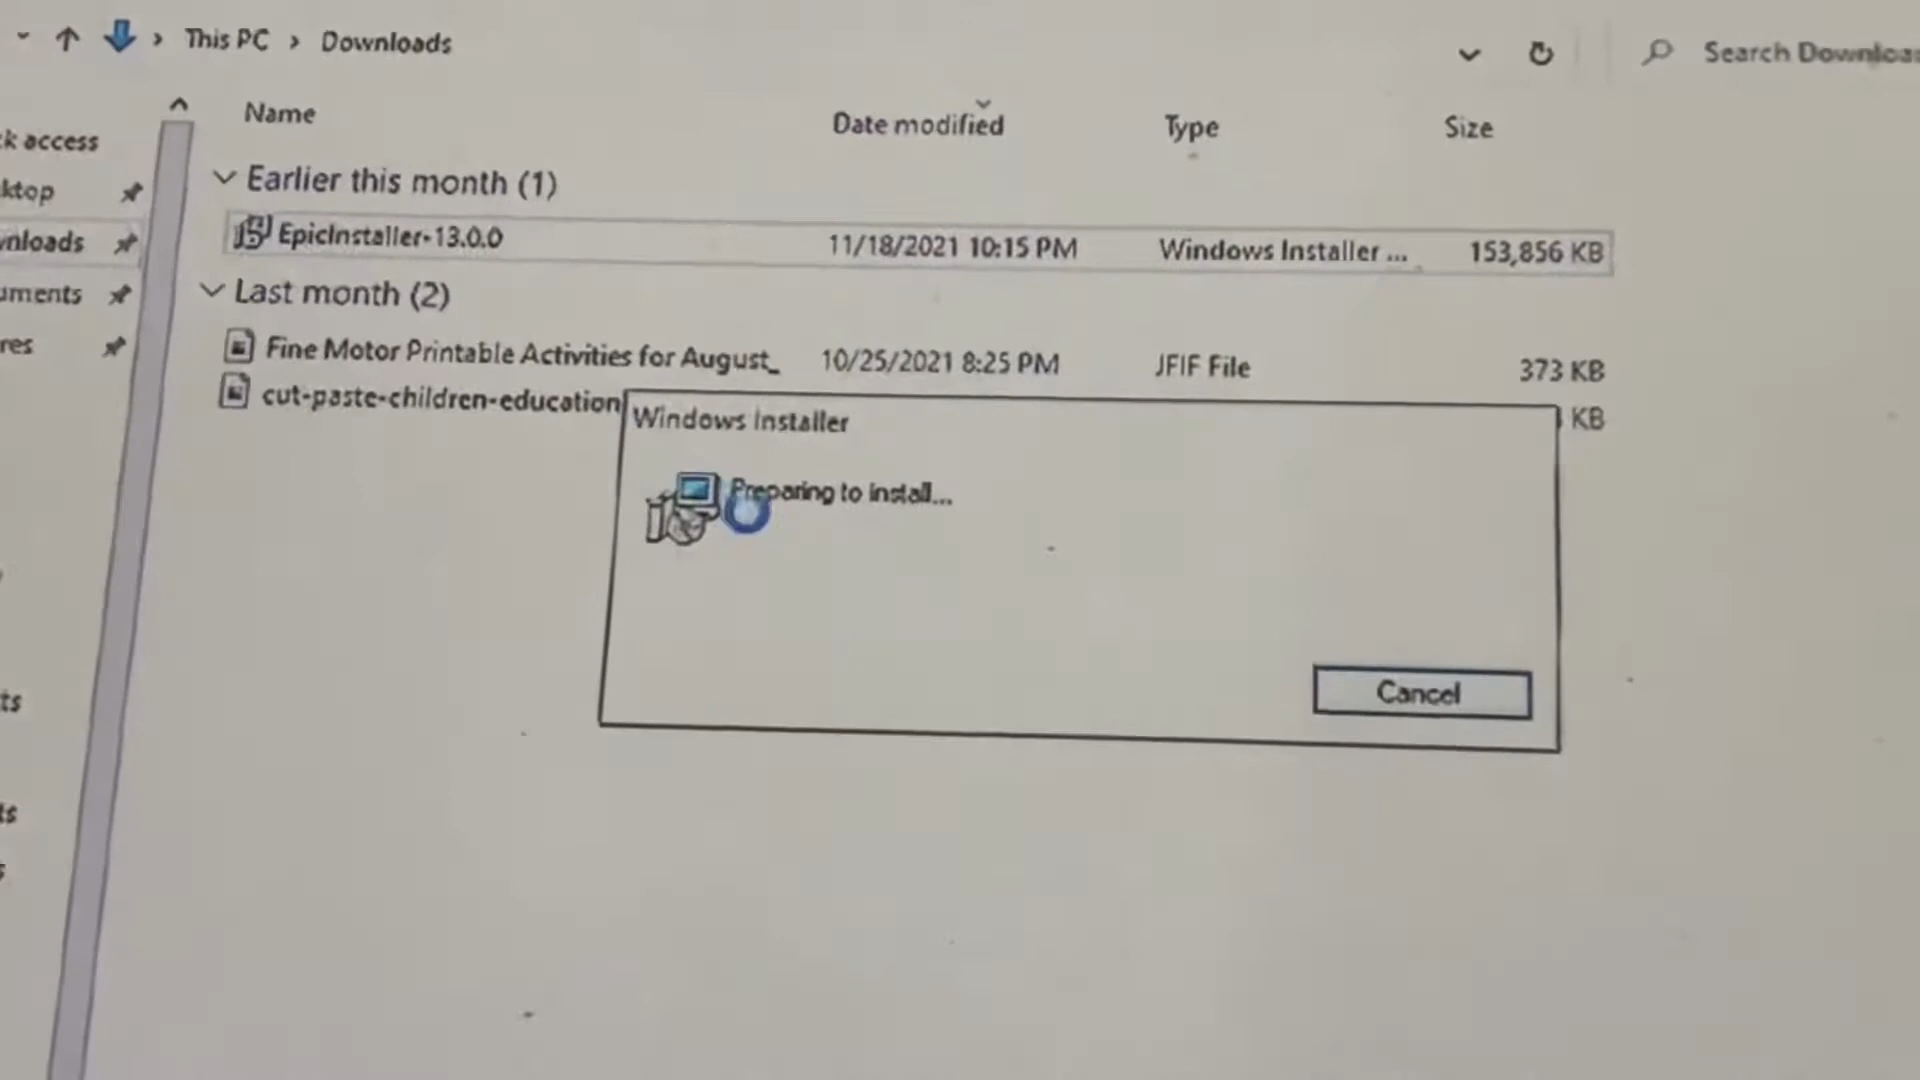 This PC > Downloads
Search Downloa
Name Date modified Type Size
k access
ktop
nloads
uments
res
ts
ts
Earlier this month (1)
EpicInstaller-13.0.0 11/18/2021 10:15 PM Windows Installer ... 153,856 KB
Last month (2)
Fine Motor Printable Activities for August_ 10/25/2021 8:25 PM JFIF File 373 KB
cut-paste-children-education KB
Windows Installer
Preparing to install...
Cancel